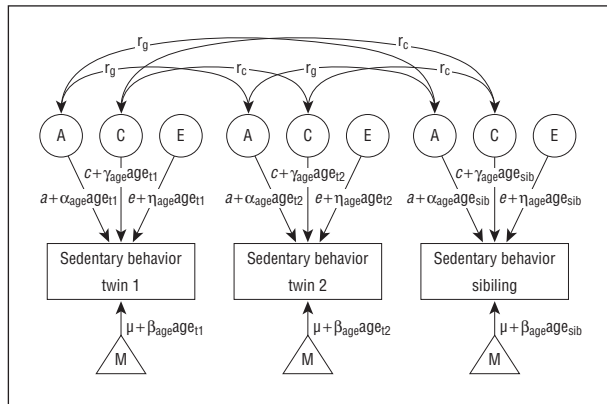 r_g r_c
r_g r_c r_g r_c
A C E A C E A C E
c+γ_age age_t1 c+γ_age age_t2 c+γ_age age_sib
a+α_age age_t1 e+η_age age_t1 a+α_age age_t2 e+η_age age_t2 a+α_age age_sib e+η_age age_sib
Sedentary behavior Sedentary behavior Sedentary behavior
twin 1 twin 2 sibiling
μ+β_age age_t1 μ+β_age age_t2 μ+β_age age_sib
M M M